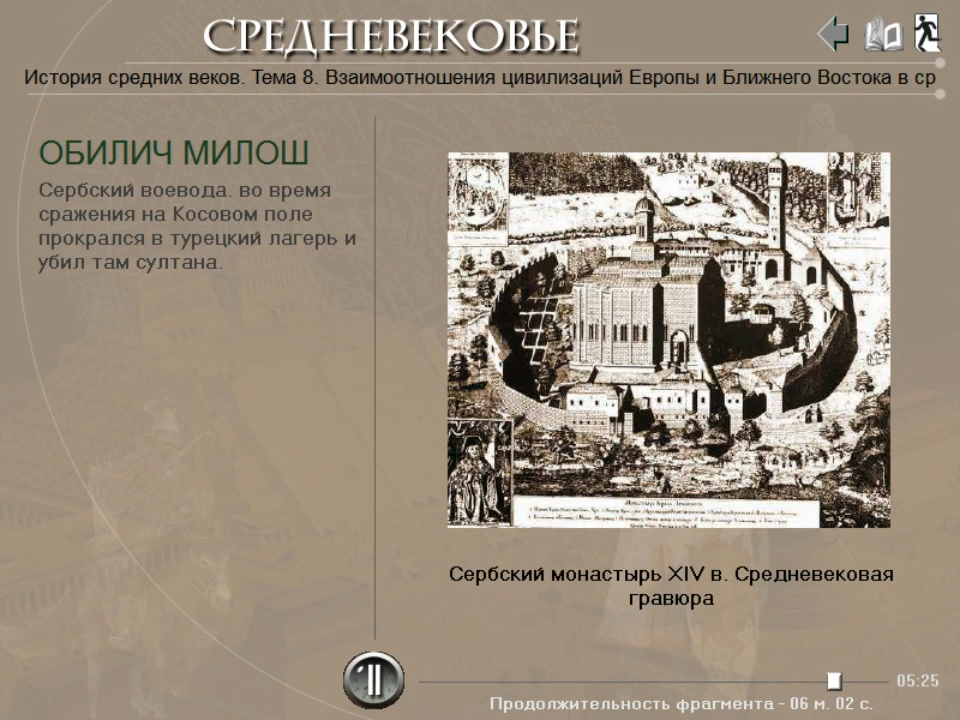 СРЕДНЕВЕКОВЬЕ
История средних веков. Тема 8. Взаимоотношения цивилизаций Европы и Ближнего Востока в ср
ОБИЛИЧ МИЛОШ
Сербский воевода. во время
сражения на Косовом поле
прокрался в турецкий лагерь и
убил там султана.
Сербский монастырь XIV в. Средневековая
гравюра
05:25
Продолжительность фрагмента - 06 м. 02 с.